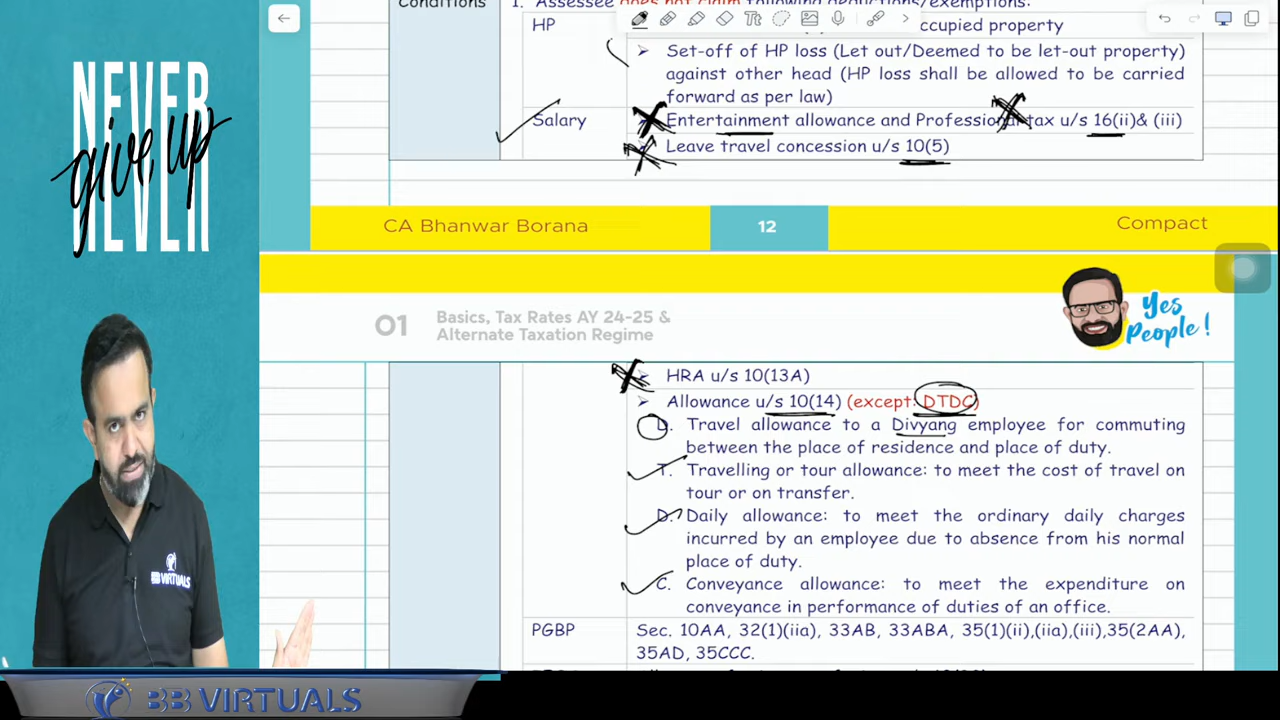 Conditions
1. Assessee does not claim following deductions/exemptions:
HP
occupied property
Set-off of HP loss (Let out/Deemed to be let-out property)
against other head (HP loss shall be allowed to be carried
forward as per law)
Salary
Entertainment allowance and Professional tax u/s 16(ii)& (iii)
Leave travel concession u/s 10(5)
CA Bhanwar Borana
12
Compact
01
Basics, Tax Rates AY 24-25 &
Alternate Taxation Regime
Yes
People !
HRA u/s 10(13A)
Allowance u/s 10(14) (except: DTDC)
D. Travel allowance to a Divyang employee for commuting
between the place of residence and place of duty.
T. Travelling or tour allowance: to meet the cost of travel on
tour or on transfer.
D. Daily allowance: to meet the ordinary daily charges
incurred by an employee due to absence from his normal
place of duty.
C. Conveyance allowance: to meet the expenditure on
conveyance in performance of duties of an office.
PGBP
Sec. 10AA, 32(1)(iia), 33AB, 33ABA, 35(1)(ii),(iia),(iii),35(2AA),
35AD, 35CCC.
NEVER
give up
NEVER
BB VIRTUALS
BB VIRTUALS